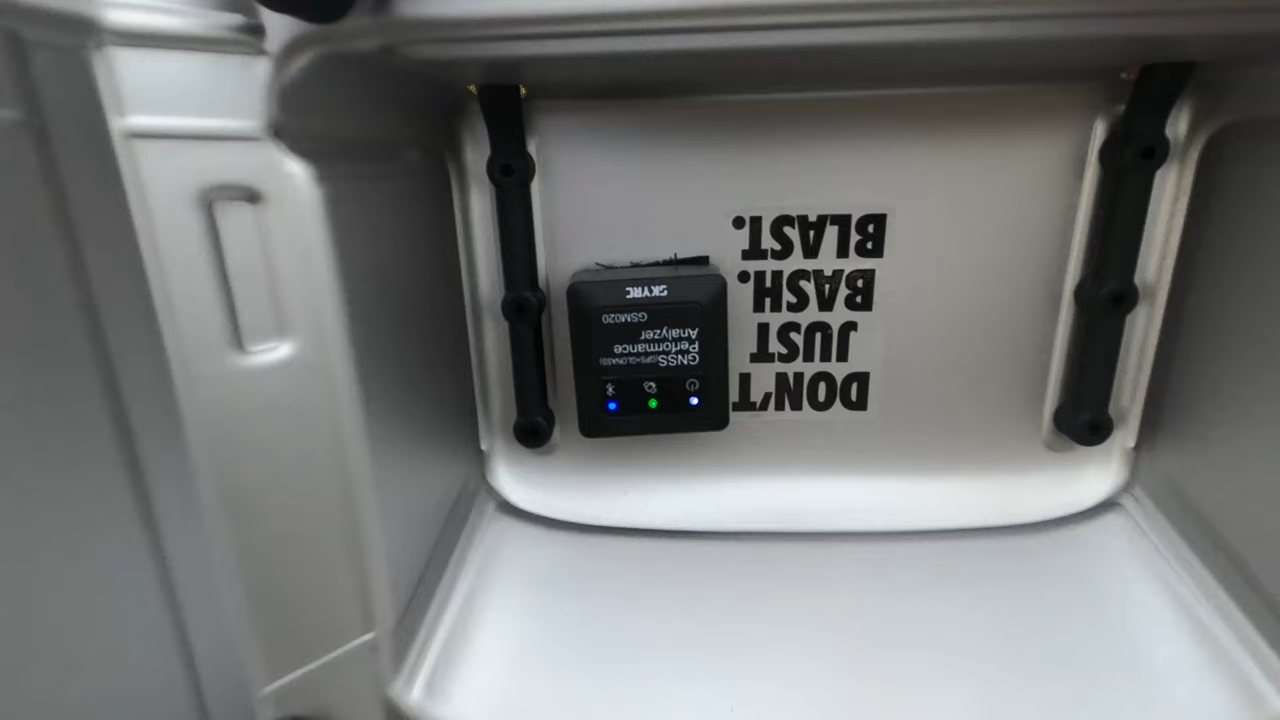 DON'T
JUST
BASH.
BLAST.
GNSS(GPS+GLONASS)
Performance
Analyzer
GSM020
SKYRC